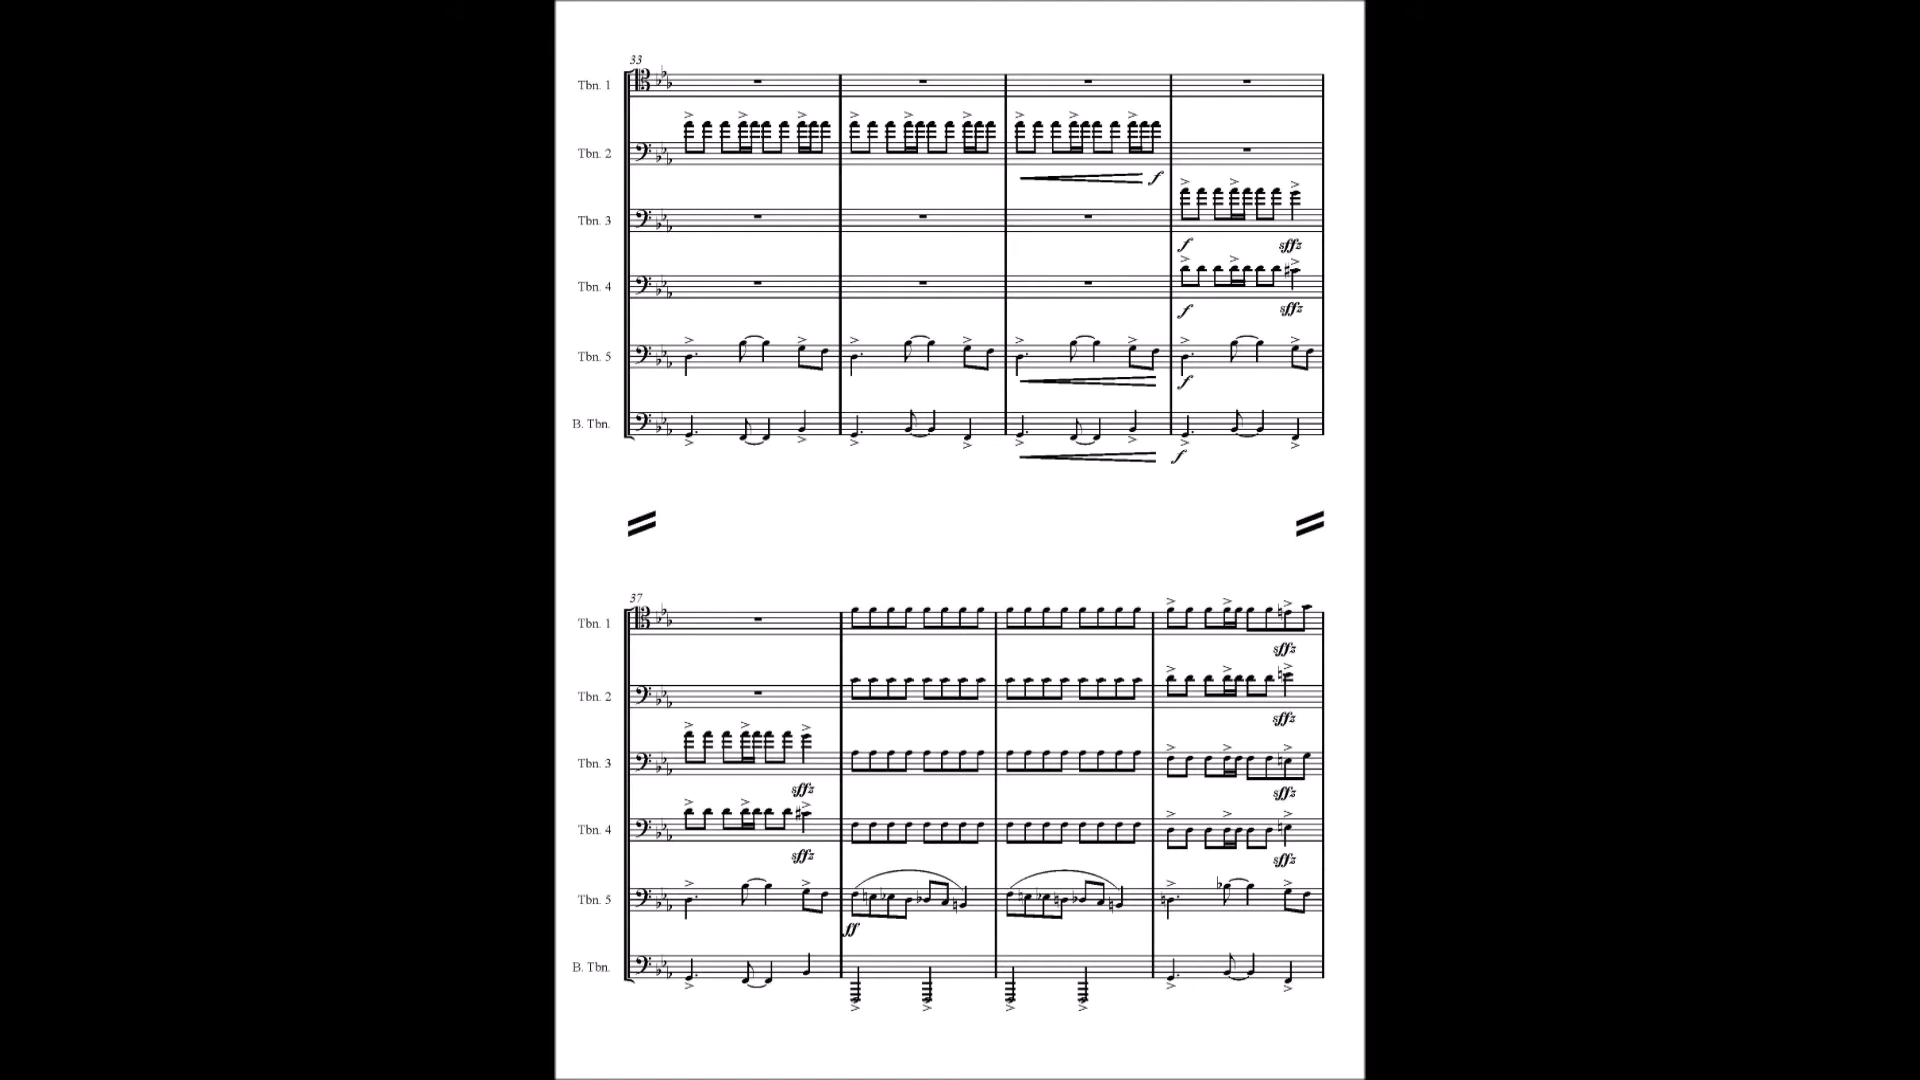 33
Tbn. 1
Tbn. 2
f
Tbn. 3
f sffz
Tbn. 4
f sffz
Tbn. 5
f
B. Tbn.
f
37
Tbn. 1
sffz
Tbn. 2
sffz
Tbn. 3
sffz sffz
Tbn. 4
sffz sffz
Tbn. 5
ff
B. Tbn.